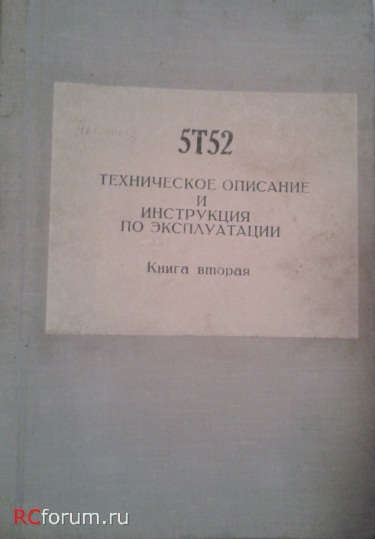 5Т52
ТЕХНИЧЕСКОЕ ОПИСАНИЕ
И
ИНСТРУКЦИЯ
ПО ЭКСПЛУАТАЦИИ
Книга вторая
RCforum.ru